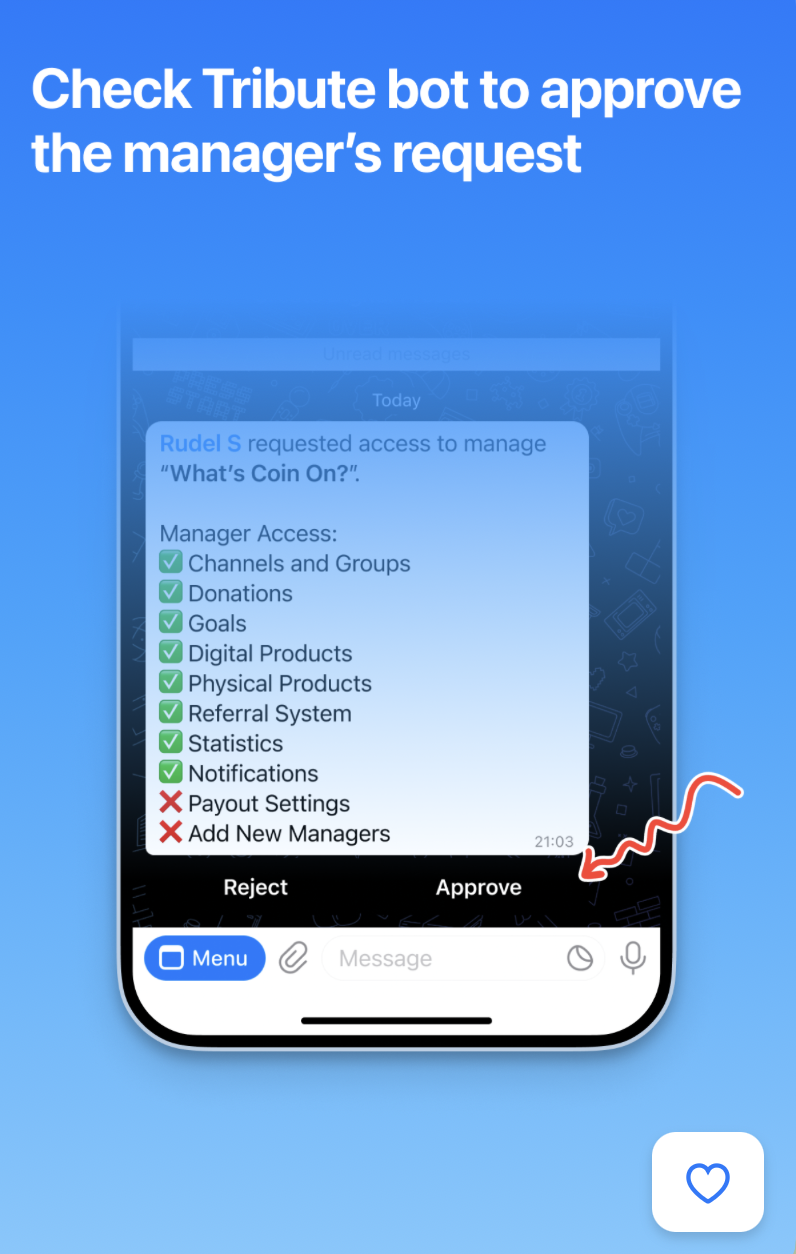 Check Tribute bot to approve
the manager’s request
Unread messages
Today
Rudel S requested access to manage
“What’s Coin On?”.
Manager Access:
✅ Channels and Groups
✅ Donations
✅ Goals
✅ Digital Products
✅ Physical Products
✅ Referral System
✅ Statistics
✅ Notifications
❌ Payout Settings
❌ Add New Managers
21:03
Reject
Approve
Menu
Message